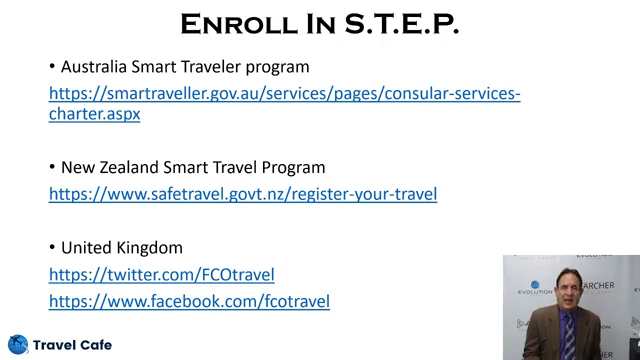 ENROLL IN S.T.E.P.
• Australia Smart Traveler program
https://smartraveller.gov.au/services/pages/consular-services-
charter.aspx
• New Zealand Smart Travel Program
https://www.safetravel.govt.nz/register-your-travel
• United Kingdom
https://twitter.com/FCOtravel
https://www.facebook.com/fcotravel
EVOLUTION
ARCHER
Travel Cafe